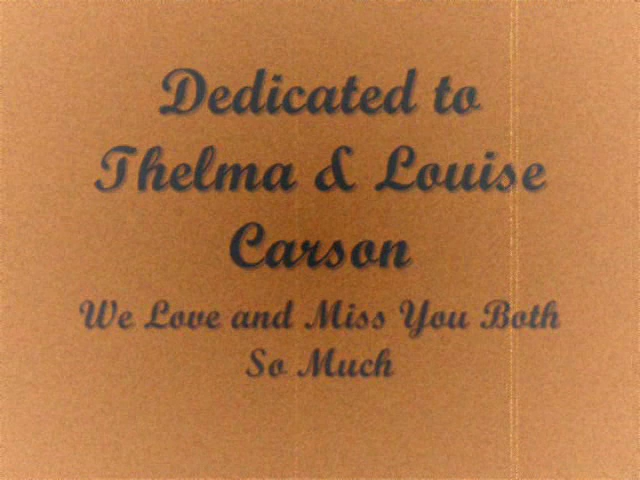 Dedicated to
Thelma & Louise
Carson
We Love and Miss You Both
So Much